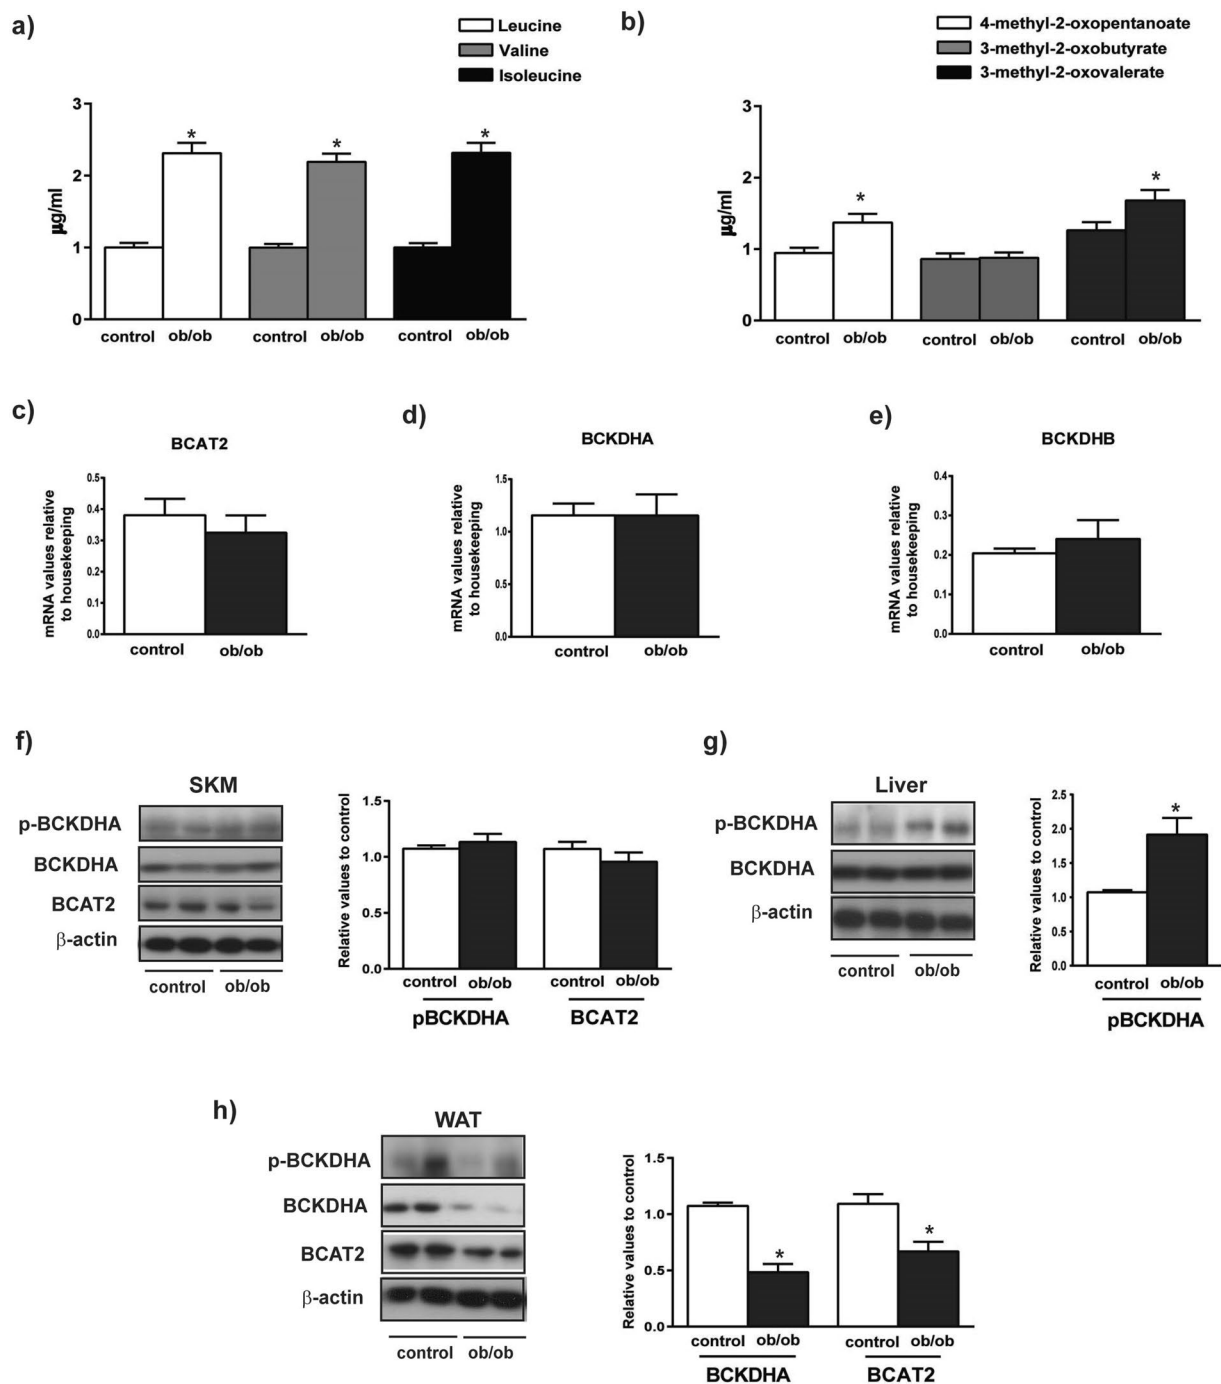 a)
Leucine
Valine
Isoleucine
µg/ml
3
2
1
0
*
*
*
control ob/ob control ob/ob control ob/ob
b)
4-methyl-2-oxopentanoate
3-methyl-2-oxobutyrate
3-methyl-2-oxovalerate
µg/ml
3
2
1
0
*
*
control ob/ob control ob/ob control ob/ob
c)
BCAT2
mRNA values relative
to housekeeping
0.5
0.4
0.3
0.2
0.1
0.0
control ob/ob
d)
BCKDHA
mRNA values relative
to housekeeping
1.5
1.0
0.5
0.0
control ob/ob
e)
BCKDHB
mRNA values relative
to housekeeping
0.4
0.3
0.2
0.1
0.0
control ob/ob
f)
SKM
p-BCKDHA
BCKDHA
BCAT2
β-actin
control ob/ob
Relative values to control
1.5
1.0
0.5
0.0
control ob/ob control ob/ob
pBCKDHA BCAT2
g)
Liver
p-BCKDHA
BCKDHA
β-actin
control ob/ob
Relative values to control
2.5
2.0
1.5
1.0
0.5
0.0
*
control ob/ob
pBCKDHA
h)
WAT
p-BCKDHA
BCKDHA
BCAT2
β-actin
control ob/ob
Relative values to control
1.5
1.0
0.5
0.0
*
*
control ob/ob control ob/ob
BCKDHA BCAT2